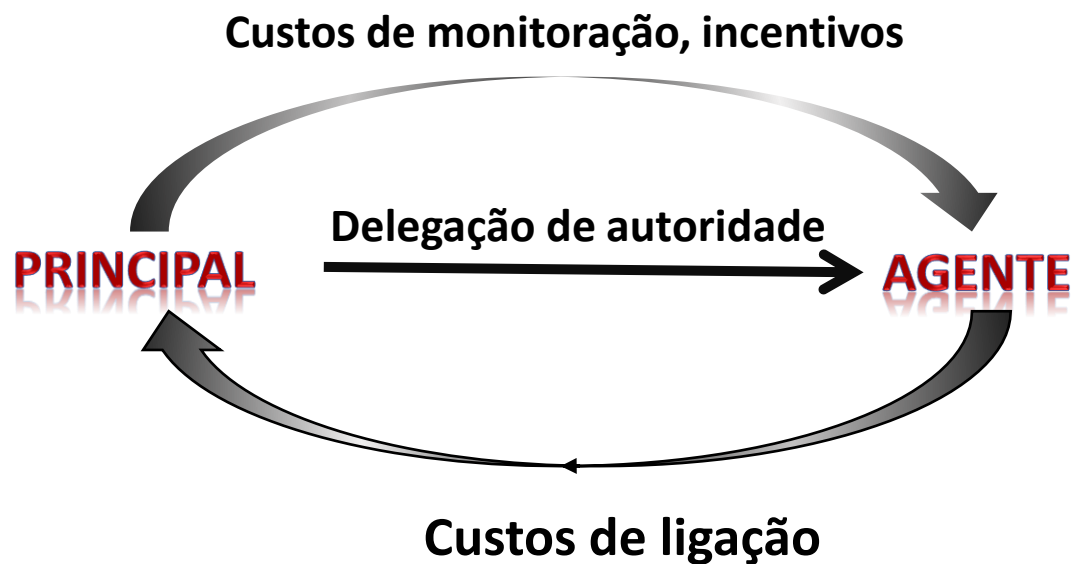 Custos de monitoração, incentivos
Delegação de autoridade
PRINCIPAL
AGENTE
Custos de ligação